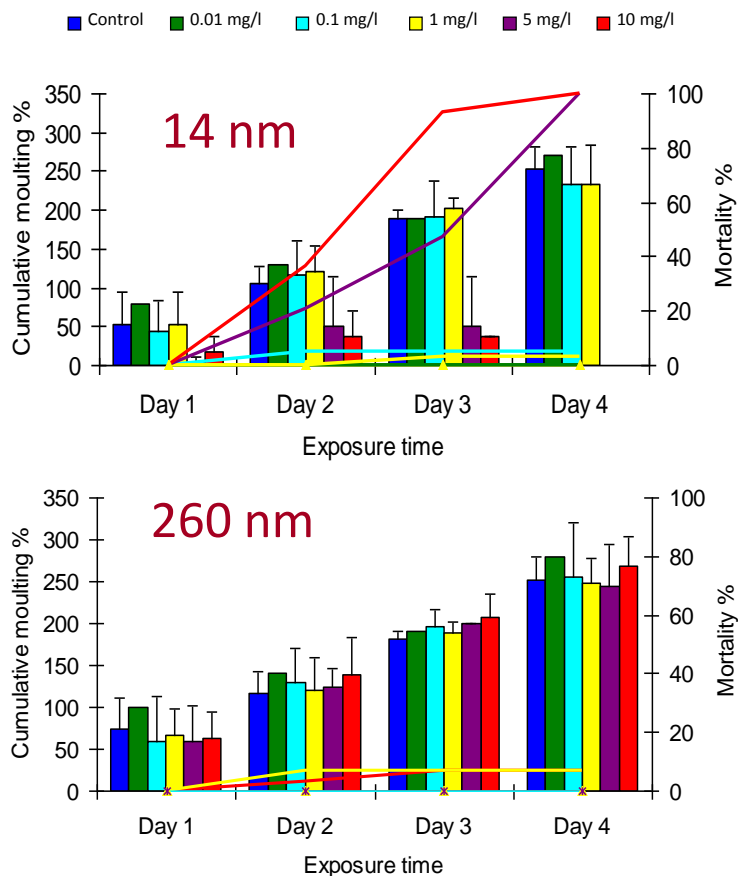 Control 0.01 mg/l 0.1 mg/l 1 mg/l 5 mg/l 10 mg/l
14 nm
350
300
250
200
150
100
50
0
Cumulative moulting %
100
80
60
40
20
0
Mortality %
Day 1 Day 2 Day 3 Day 4
Exposure time
260 nm
350
300
250
200
150
100
50
0
Cumulative moulting %
100
80
60
40
20
0
Mortality %
Day 1 Day 2 Day 3 Day 4
Exposure time